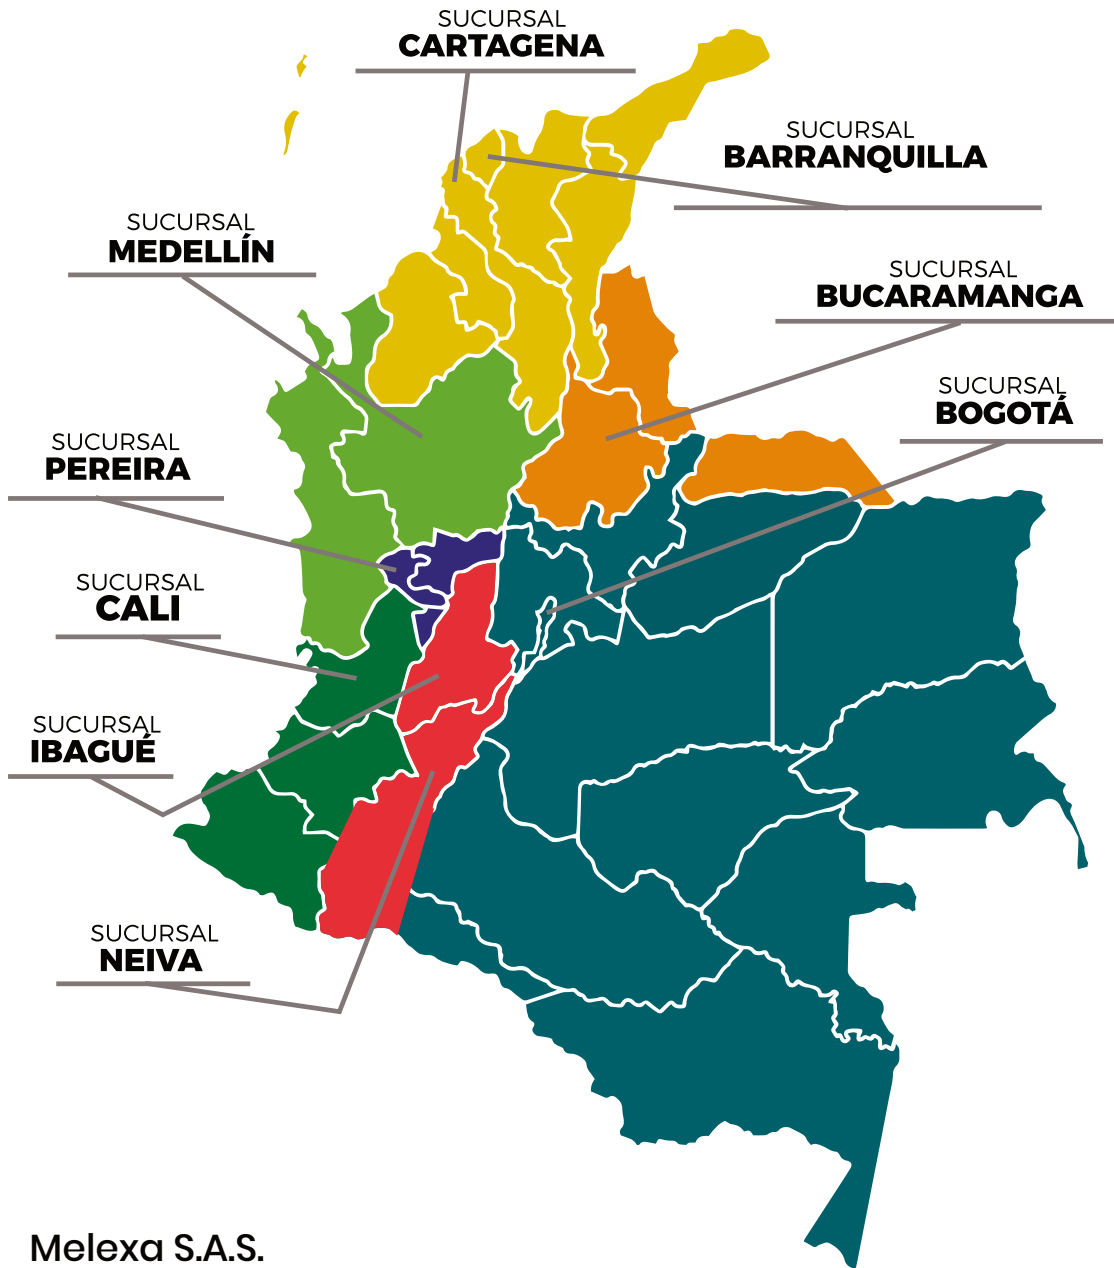 SUCURSAL
CARTAGENA
SUCURSAL
BARRANQUILLA
SUCURSAL
MEDELLÍN
SUCURSAL
BUCARAMANGA
SUCURSAL
BOGOTÁ
SUCURSAL
PEREIRA
SUCURSAL
CALI
SUCURSAL
IBAGUÉ
SUCURSAL
NEIVA
Melexa S.A.S.